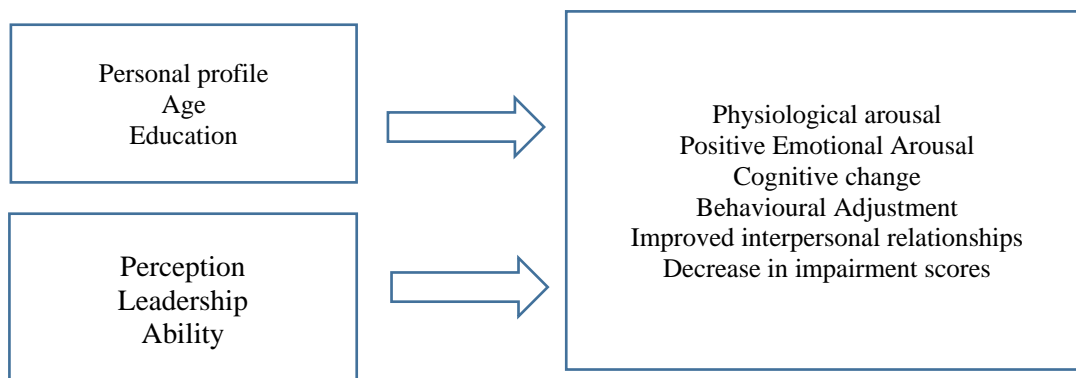 Personal profile
Age
Education
Perception
Leadership
Ability
Physiological arousal
Positive Emotional Arousal
Cognitive change
Behavioural Adjustment
Improved interpersonal relationships
Decrease in impairment scores